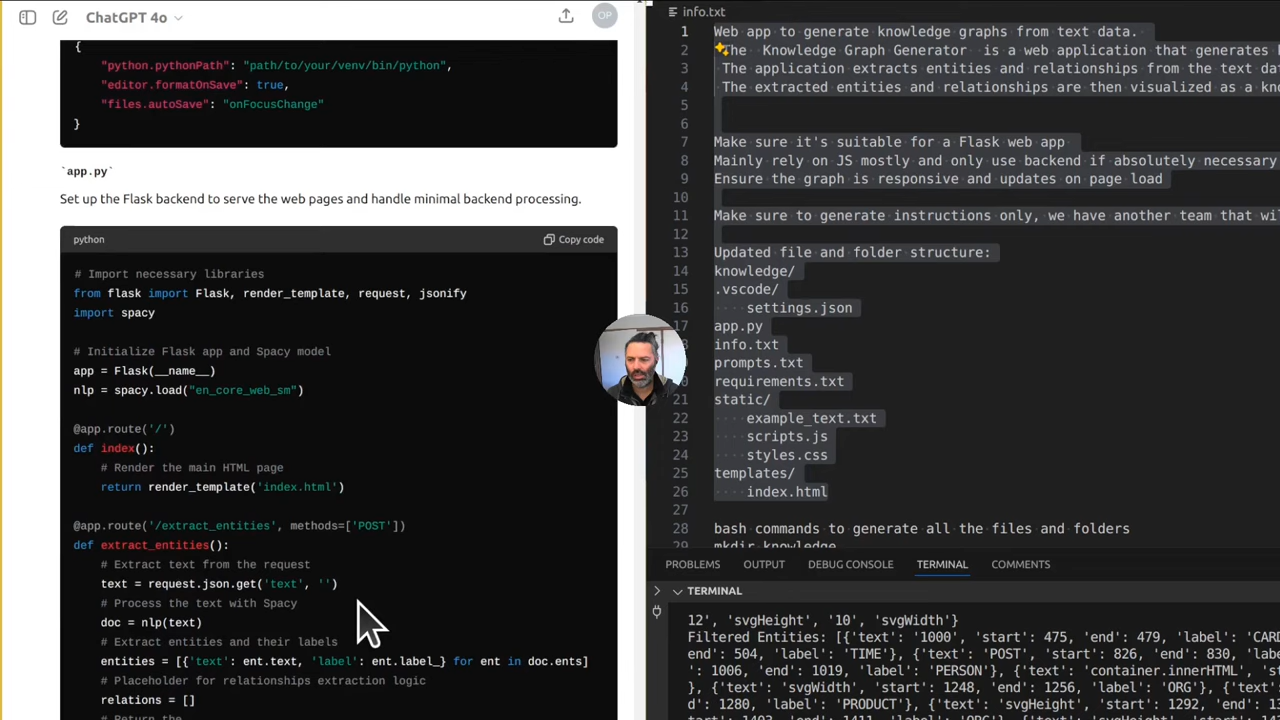 ChatGPT 4o
OP
{
"python.pythonPath": "path/to/your/venv/bin/python",
"editor.formatOnSave": true,
"files.autoSave": "onFocusChange"
}
`app.py`
Set up the Flask backend to serve the web pages and handle minimal backend processing.
python
Copy code
# Import necessary libraries
from flask import Flask, render_template, request, jsonify
import spacy
# Initialize Flask app and Spacy model
app = Flask(__name__)
nlp = spacy.load("en_core_web_sm")
@app.route('/')
def index():
# Render the main HTML page
return render_template('index.html')
@app.route('/extract_entities', methods=['POST'])
def extract_entities():
# Extract text from the request
text = request.json.get('text', '')
# Process the text with Spacy
doc = nlp(text)
# Extract entities and their labels
entities = [{'text': ent.text, 'label': ent.label_} for ent in doc.ents]
# Placeholder for relationships extraction logic
relations = []
# Return the
info.txt
1 Web app to generate knowledge graphs from text data.
2 The Knowledge Graph Generator is a web application that generates
3 The application extracts entities and relationships from the text dat
4 The extracted entities and relationships are then visualized as a kno
5
6
7 Make sure it's suitable for a Flask web app
8 Mainly rely on JS mostly and only use backend if absolutely necessary
9 Ensure the graph is responsive and updates on page load
10
11 Make sure to generate instructions only, we have another team that wi
12
13 Updated file and folder structure:
14 knowledge/
15 .vscode/
16 settings.json
17 app.py
18 info.txt
prompts.txt
20 requirements.txt
21 static/
22 example_text.txt
23 scripts.js
24 styles.css
25 templates/
26 index.html
27
28 bash commands to generate all the files and folders
29 mkdir knowledge
PROBLEMS OUTPUT DEBUG CONSOLE TERMINAL COMMENTS
TERMINAL
12', 'svgHeight', '10', 'svgWidth'}
Filtered Entities: [{'text': '1000', 'start': 475, 'end': 479, 'label': 'CARD
end': 504, 'label': 'TIME'}, {'text': 'POST', 'start': 826, 'end': 830, 'label
: 1006, 'end': 1019, 'label': 'PERSON'}, {'text': 'container.innerHTML',
}, {'text': 'svgWidth', 'start': 1248, 'end': 1256, 'label': 'ORG'}, {'text'
d': 1280, 'label': 'PRODUCT'}, {'text': 'svgHeight', 'start': 1292, 'end'